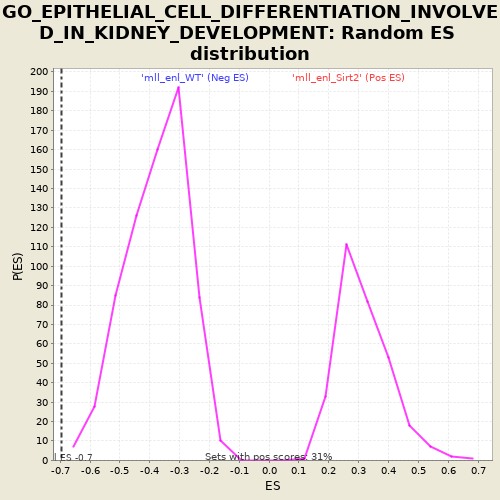 GO_EPITHELIAL_CELL_DIFFERENTIATION_INVOLVE
D_IN_KIDNEY_DEVELOPMENT: Random ES
distribution
'mll_enl_WT' (Neg ES)
'mll_enl_Sirt2' (Pos ES)
200
190
180
170
160
150
140
130
120
110
100
90
80
70
60
50
40
30
20
10
0
P(ES)
ES -0.7
Sets with pos scores: 31%
-0.7 -0.6 -0.5 -0.4 -0.3 -0.2 -0.1 0.0 0.1 0.2 0.3 0.4 0.5 0.6 0.7
ES